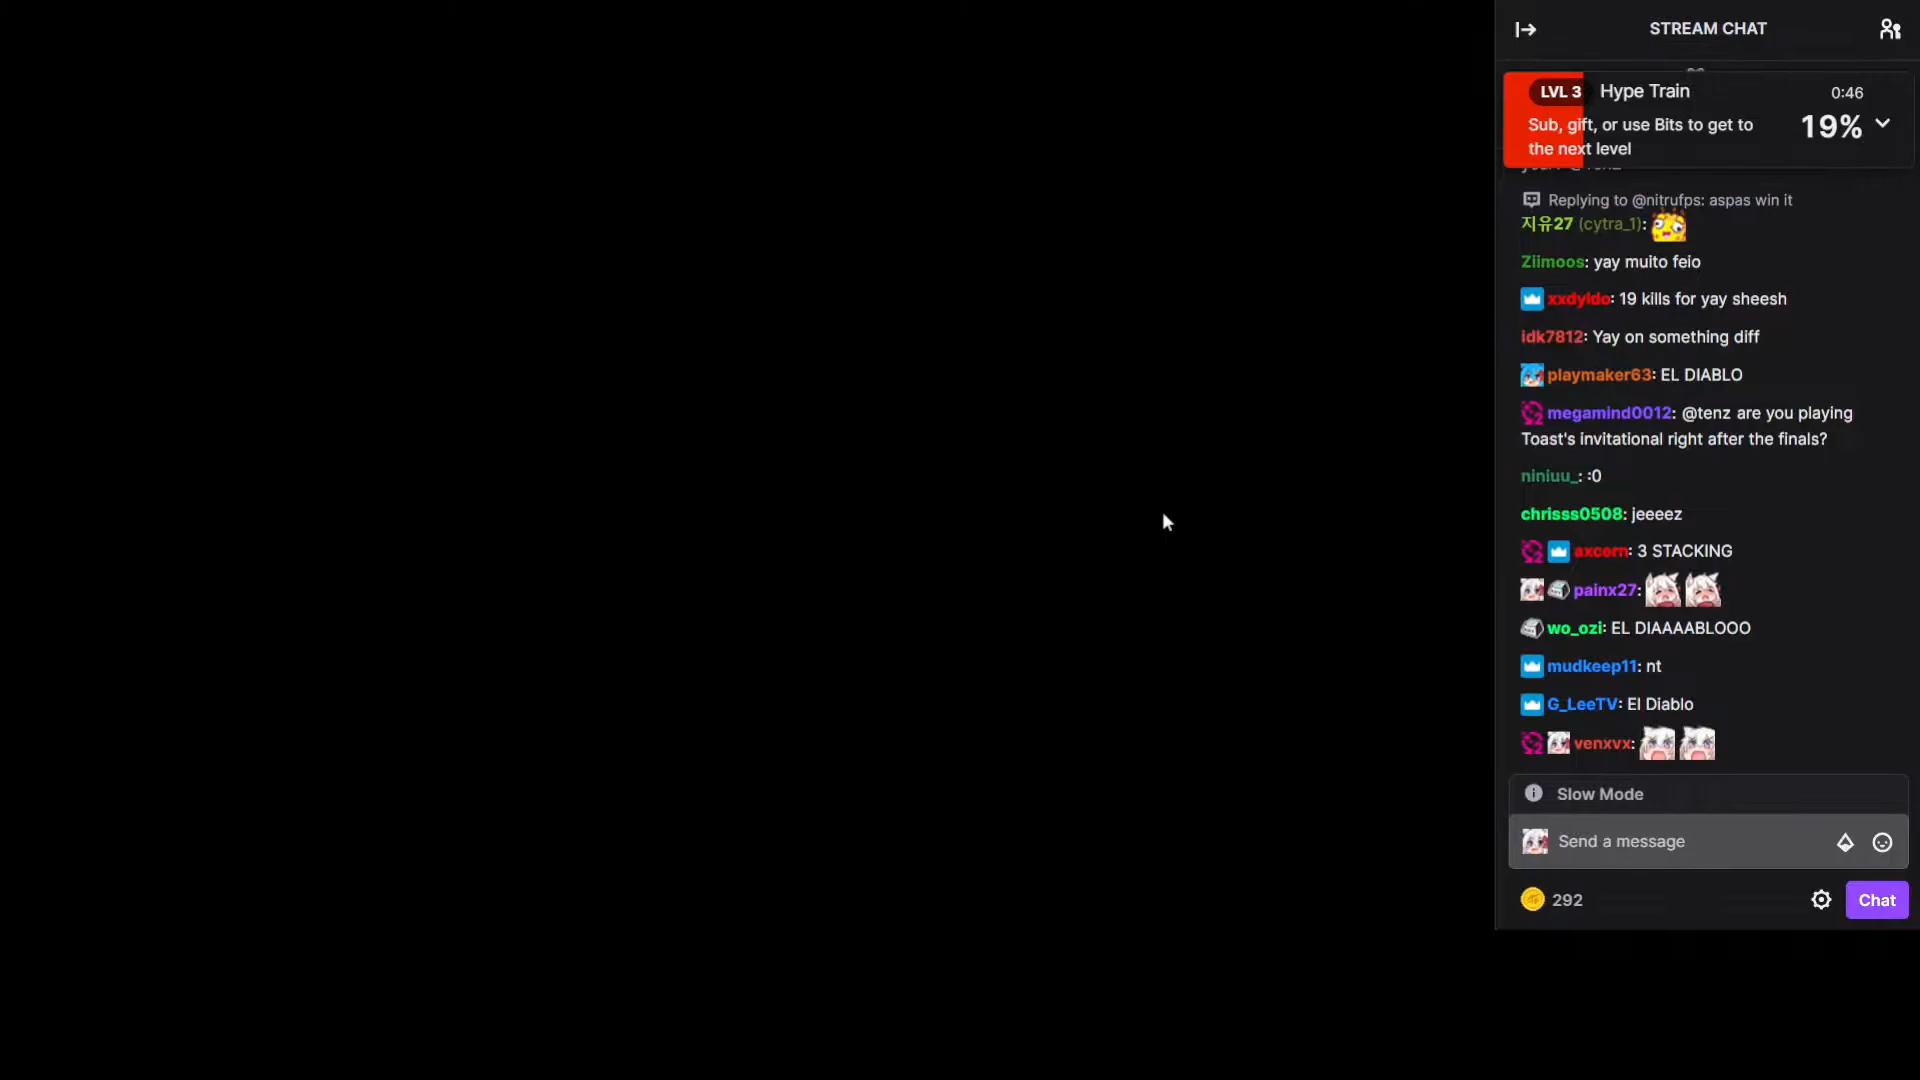 STREAM CHAT
LVL 3 Hype Train 0:46
Sub, gift, or use Bits to get to
the next level
19%
Replying to @nitrufps: aspas win it
지유27 (cytra_1):
Ziimoos: yay muito feio
xxdyldo: 19 kills for yay sheesh
idk7812: Yay on something diff
playmaker63: EL DIABLO
megamind0012: @tenz are you playing
Toast's invitational right after the finals?
niniuu_: :0
chrisss0508: jeeeez
axcern: 3 STACKING
painx27:
wo_ozi: EL DIAAAABLOOO
mudkeep11: nt
G_LeeTV: El Diablo
venxvx:
Slow Mode
Send a message
292
Chat